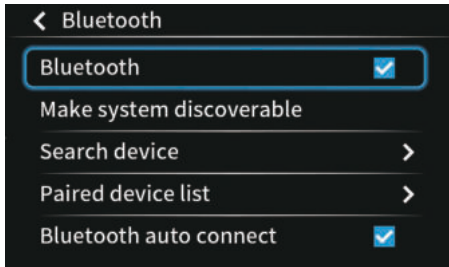 Bluetooth
Bluetooth
Make system discoverable
Search device
Paired device list
Bluetooth auto connect